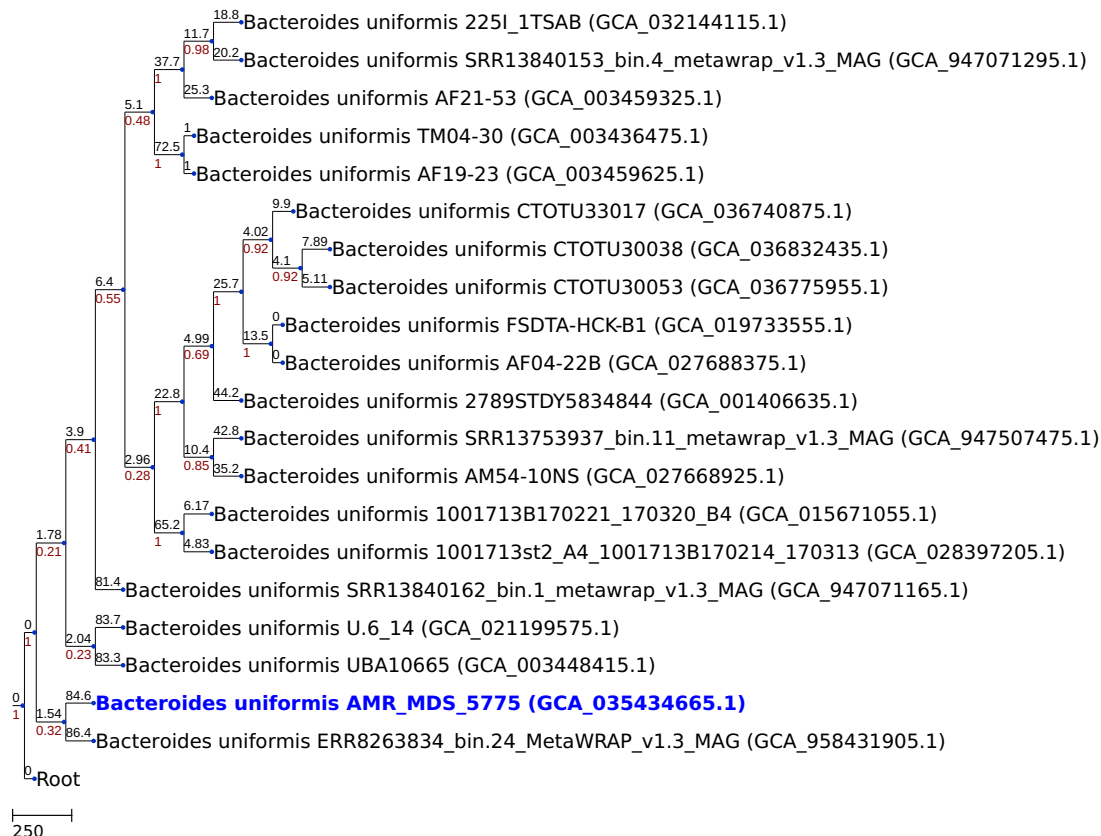 18.8
Bacteroides uniformis 225I_1TSAB (GCA_032144115.1)
11.7
0.98
20.2
Bacteroides uniformis SRR13840153_bin.4_metawrap_v1.3_MAG (GCA_947071295.1)
37.7
1
25.3
Bacteroides uniformis AF21-53 (GCA_003459325.1)
5.1
0.48
1
Bacteroides uniformis TM04-30 (GCA_003436475.1)
72.5
1
1
Bacteroides uniformis AF19-23 (GCA_003459625.1)
9.9
Bacteroides uniformis CTOTU33017 (GCA_036740875.1)
4.02
0.92
7.89
Bacteroides uniformis CTOTU30038 (GCA_036832435.1)
4.1
0.92
5.11
Bacteroides uniformis CTOTU30053 (GCA_036775955.1)
6.4
0.55
25.7
1
0
Bacteroides uniformis FSDTA-HCK-B1 (GCA_019733555.1)
13.5
1
0
Bacteroides uniformis AF04-22B (GCA_027688375.1)
4.99
0.69
44.2
Bacteroides uniformis 2789STDY5834844 (GCA_001406635.1)
22.8
1
42.8
Bacteroides uniformis SRR13753937_bin.11_metawrap_v1.3_MAG (GCA_947507475.1)
10.4
0.85
35.2
Bacteroides uniformis AM54-10NS (GCA_027668925.1)
3.9
0.41
2.96
0.28
6.17
Bacteroides uniformis 1001713B170221_170320_B4 (GCA_015671055.1)
65.2
1
4.83
Bacteroides uniformis 1001713st2_A4_1001713B170214_170313 (GCA_028397205.1)
1.78
0.21
81.4
Bacteroides uniformis SRR13840162_bin.1_metawrap_v1.3_MAG (GCA_947071165.1)
83.7
Bacteroides uniformis U.6_14 (GCA_021199575.1)
0
1
2.04
0.23
83.3
Bacteroides uniformis UBA10665 (GCA_003448415.1)
84.6
Bacteroides uniformis AMR_MDS_5775 (GCA_035434665.1)
0
1
1.54
0.32
86.4
Bacteroides uniformis ERR8263834_bin.24_MetaWRAP_v1.3_MAG (GCA_958431905.1)
0
Root
250